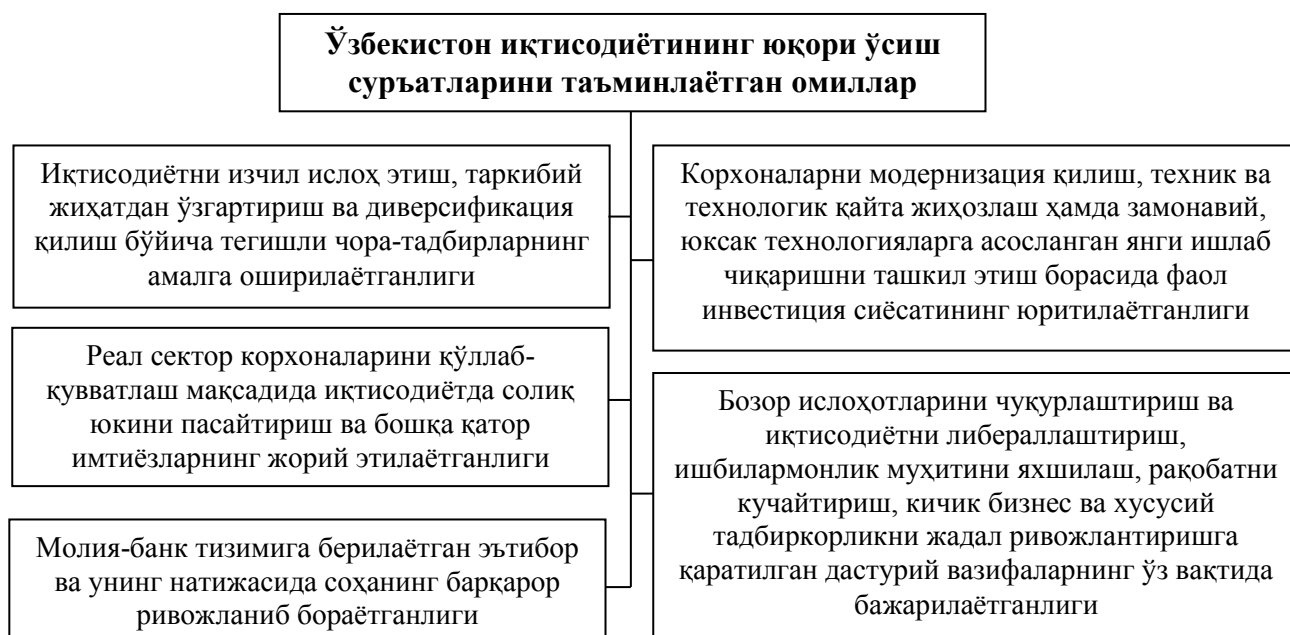 Ўзбекистон иқтисодиётининг юқори ўсиш
суръатларини таъминлаётган омиллар
Иқтисодиётни изчил ислоҳ этиш, таркибий
жиҳатдан ўзгартириш ва диверсификация
қилиш бўйича тегишли чора-тадбирларнинг
амалга оширилаётганлиги
Реал сектор корхоналарини қўллаб-
қувватлаш мақсадида иқтисодиётда солиқ
юкини пасайтириш ва бошқа қатор
имтиёзларнинг жорий этилаётганлиги
Молия-банк тизимига берилаётган эътибор
ва унинг натижасида соҳанинг барқарор
ривожланиб бораётганлиги
Корхоналарни модернизация қилиш, техник ва
технологик қайта жиҳозлаш ҳамда замонавий,
юксак технологияларга асосланган янги ишлаб
чиқаришни ташкил этиш борасида фаол
инвестиция сиёсатининг юритилаётганлиги
Бозор ислоҳотларини чуқурлаштириш ва
иқтисодиётни либераллаштириш,
ишбилармонлик муҳитини яхшилаш, рақобатни
кучайтириш, кичик бизнес ва хусусий
тадбиркорликни жадал ривожлантиришга
қаратилган дастурий вазифаларнинг ўз вақтида
бажарилаётганлиги